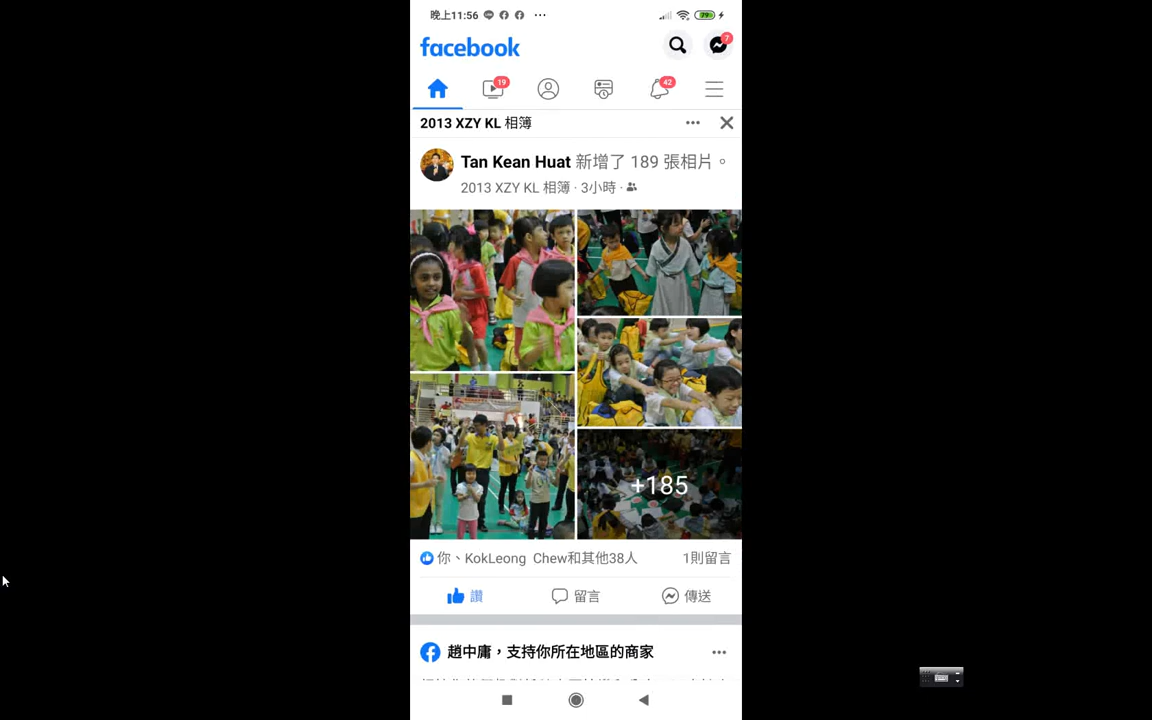 晚上11:56
79
facebook
7
19
42
2013 XZY KL 相簿
Tan Kean Huat 新增了 189 張相片。
2013 XZY KL 相簿 · 3小時 ·
+185
你、KokLeong Chew和其他38人
1則留言
讚
留言
傳送
趙中庸，支持你所在地區的商家